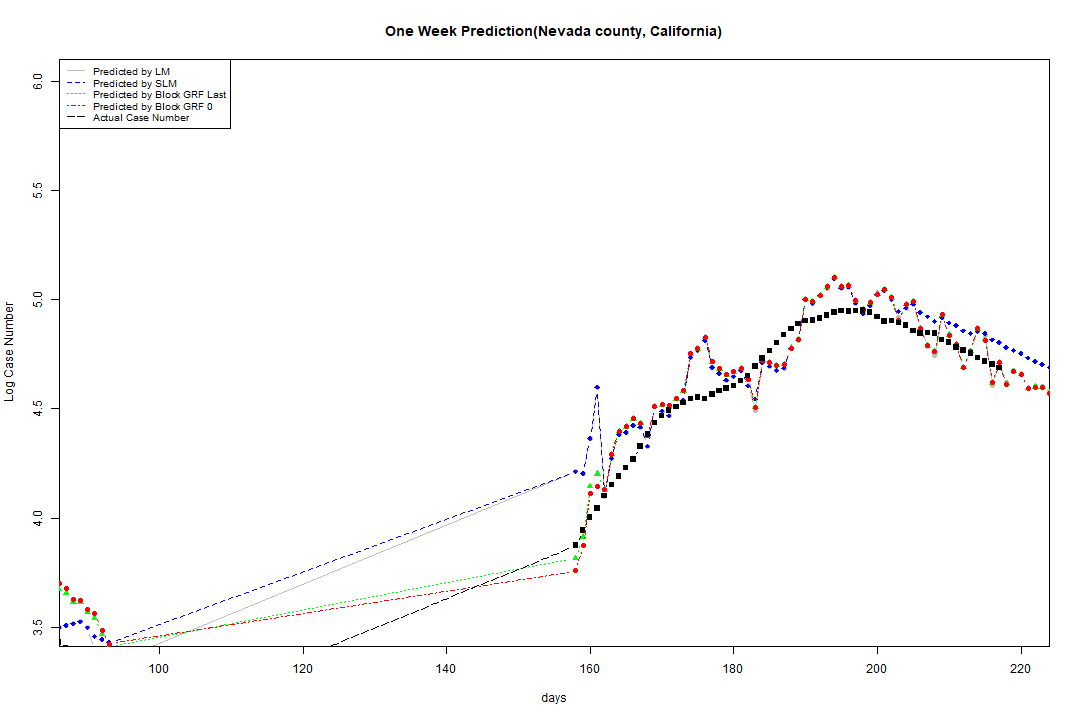 One Week Prediction(Nevada county, California)
Predicted by LM
Predicted by SLM
Predicted by Block GRF Last
Predicted by Block GRF 0
Actual Case Number
6.0
5.5
5.0
4.5
4.0
3.5
Log Case Number
100 120 140 160 180 200 220
days